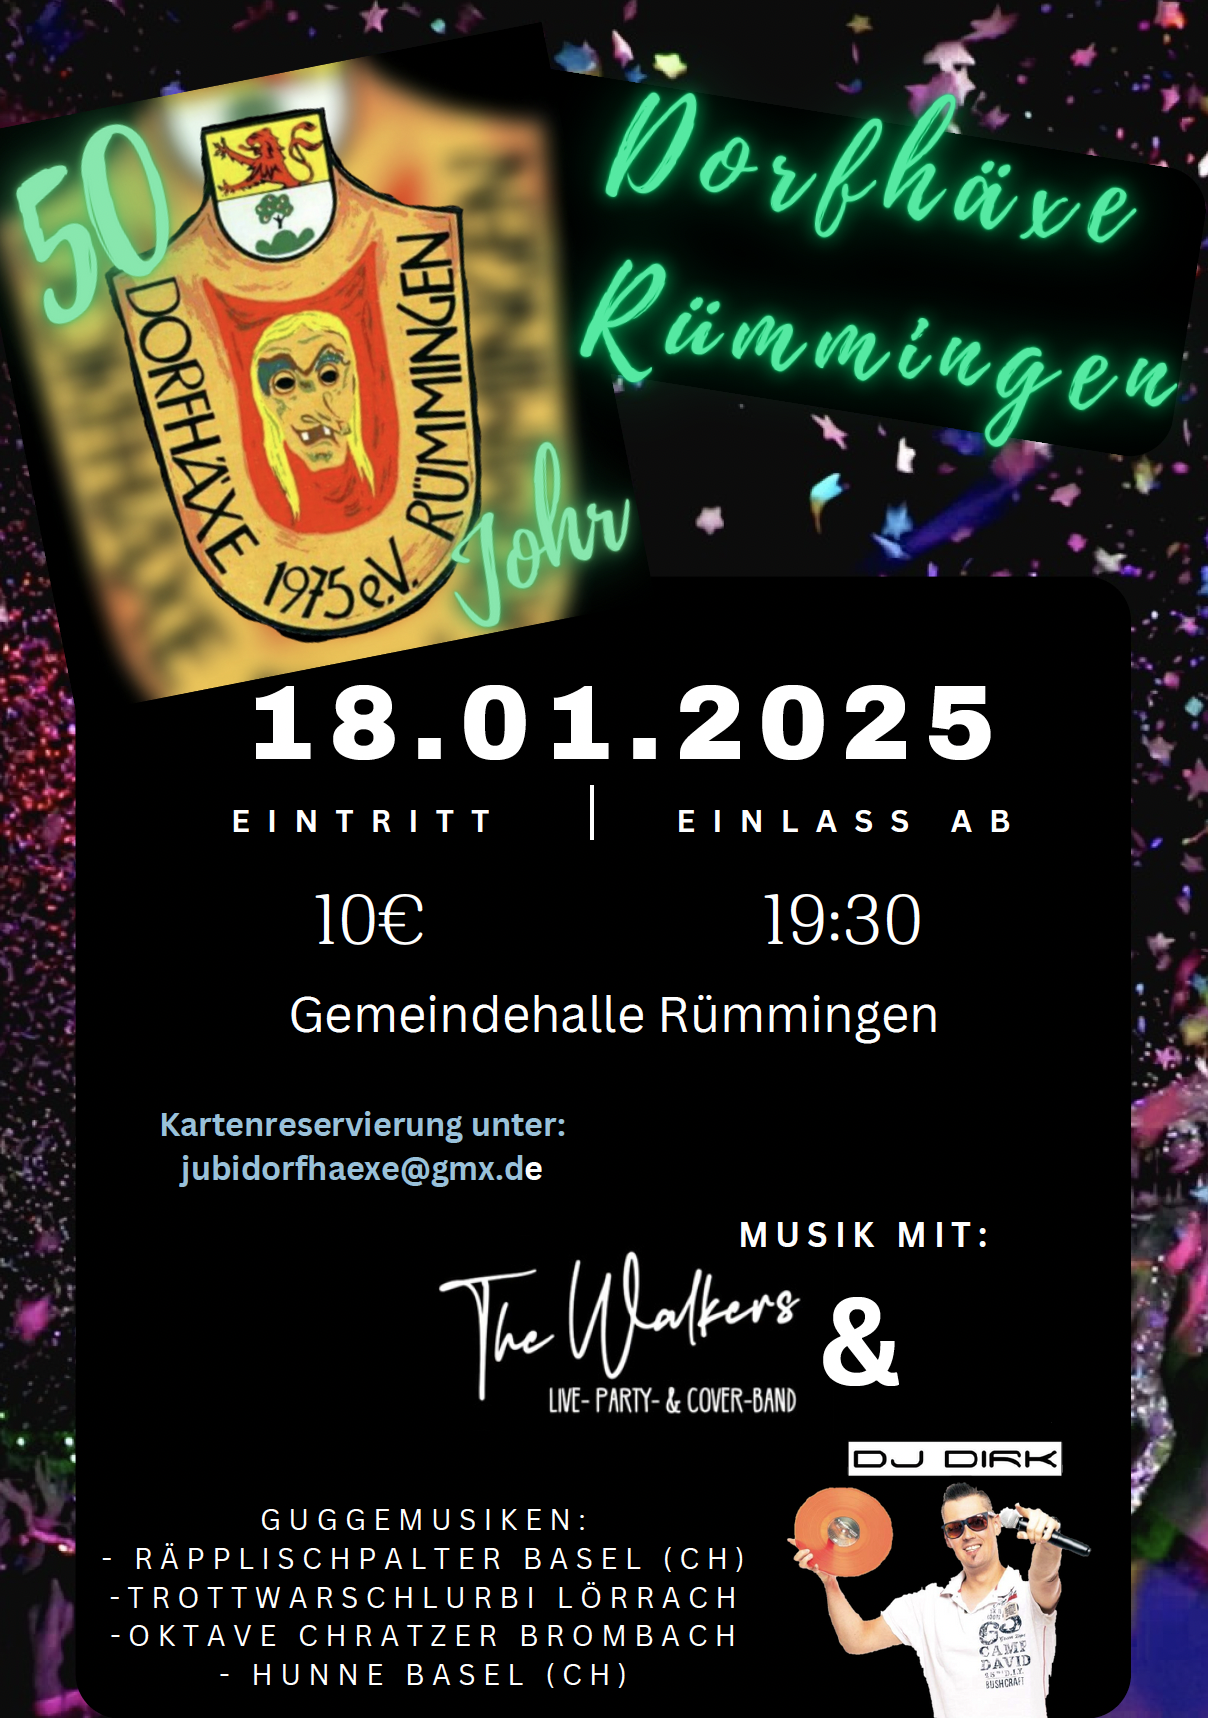 50
Dorfhäxe
Rümmingen
DORFHÄXE
RÜMMINGEN
1975 e.V.
Johr
18.01.2025
EINTRITT | EINLASS AB
10€ 19:30
Gemeindehalle Rümmingen
Kartenreservierung unter:
jubidorfhaexe@gmx.de
MUSIK MIT:
The Walkers
LIVE- PARTY- & COVER-BAND
&
DJ DIRK
GUGGEMUSIKEN:
- RÄPPLISCHPALTER BASEL (CH)
-TROTTWARSCHLURBI LÖRRACH
-OKTAVE CHRATZER BROMBACH
- HUNNE BASEL (CH)
CAMP
DAVID
BUSHCRAFT